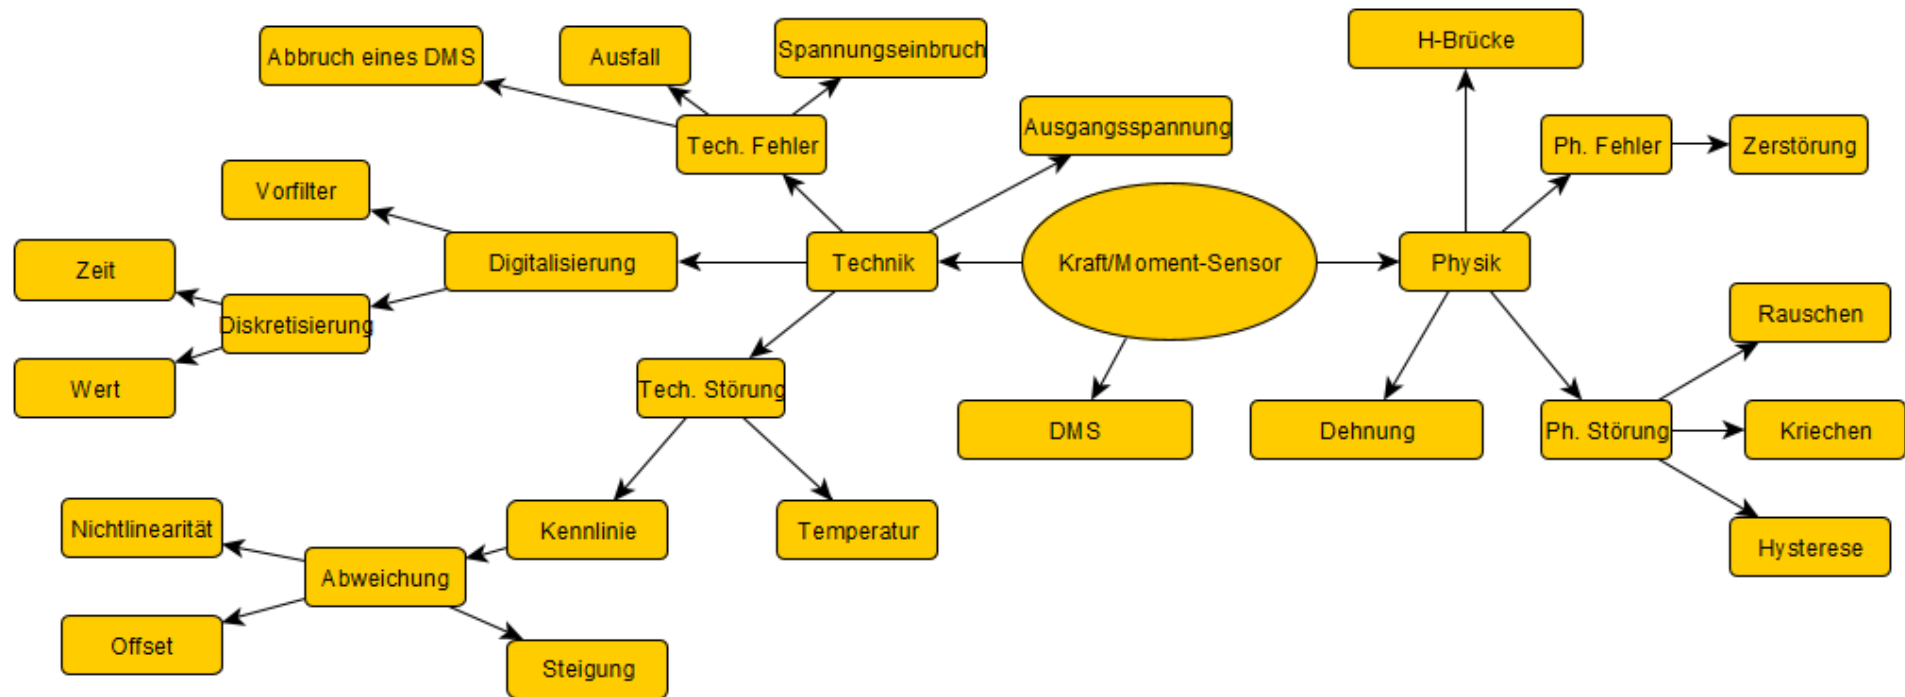 H-Brücke
Abbruch eines DMS
Ausfall
Spannungseinbruch
Ausgangsspannung
Tech. Fehler
Ph. Fehler
Zerstörung
Vorfilter
Zeit
Digitalisierung
Technik
Kraft/Moment-Sensor
Physik
Diskretisierung
Rauschen
Wert
Tech. Störung
DMS
Dehnung
Ph. Störung
Kriechen
Nichtlinearität
Kennlinie
Temperatur
Hysterese
Abweichung
Offset
Steigung